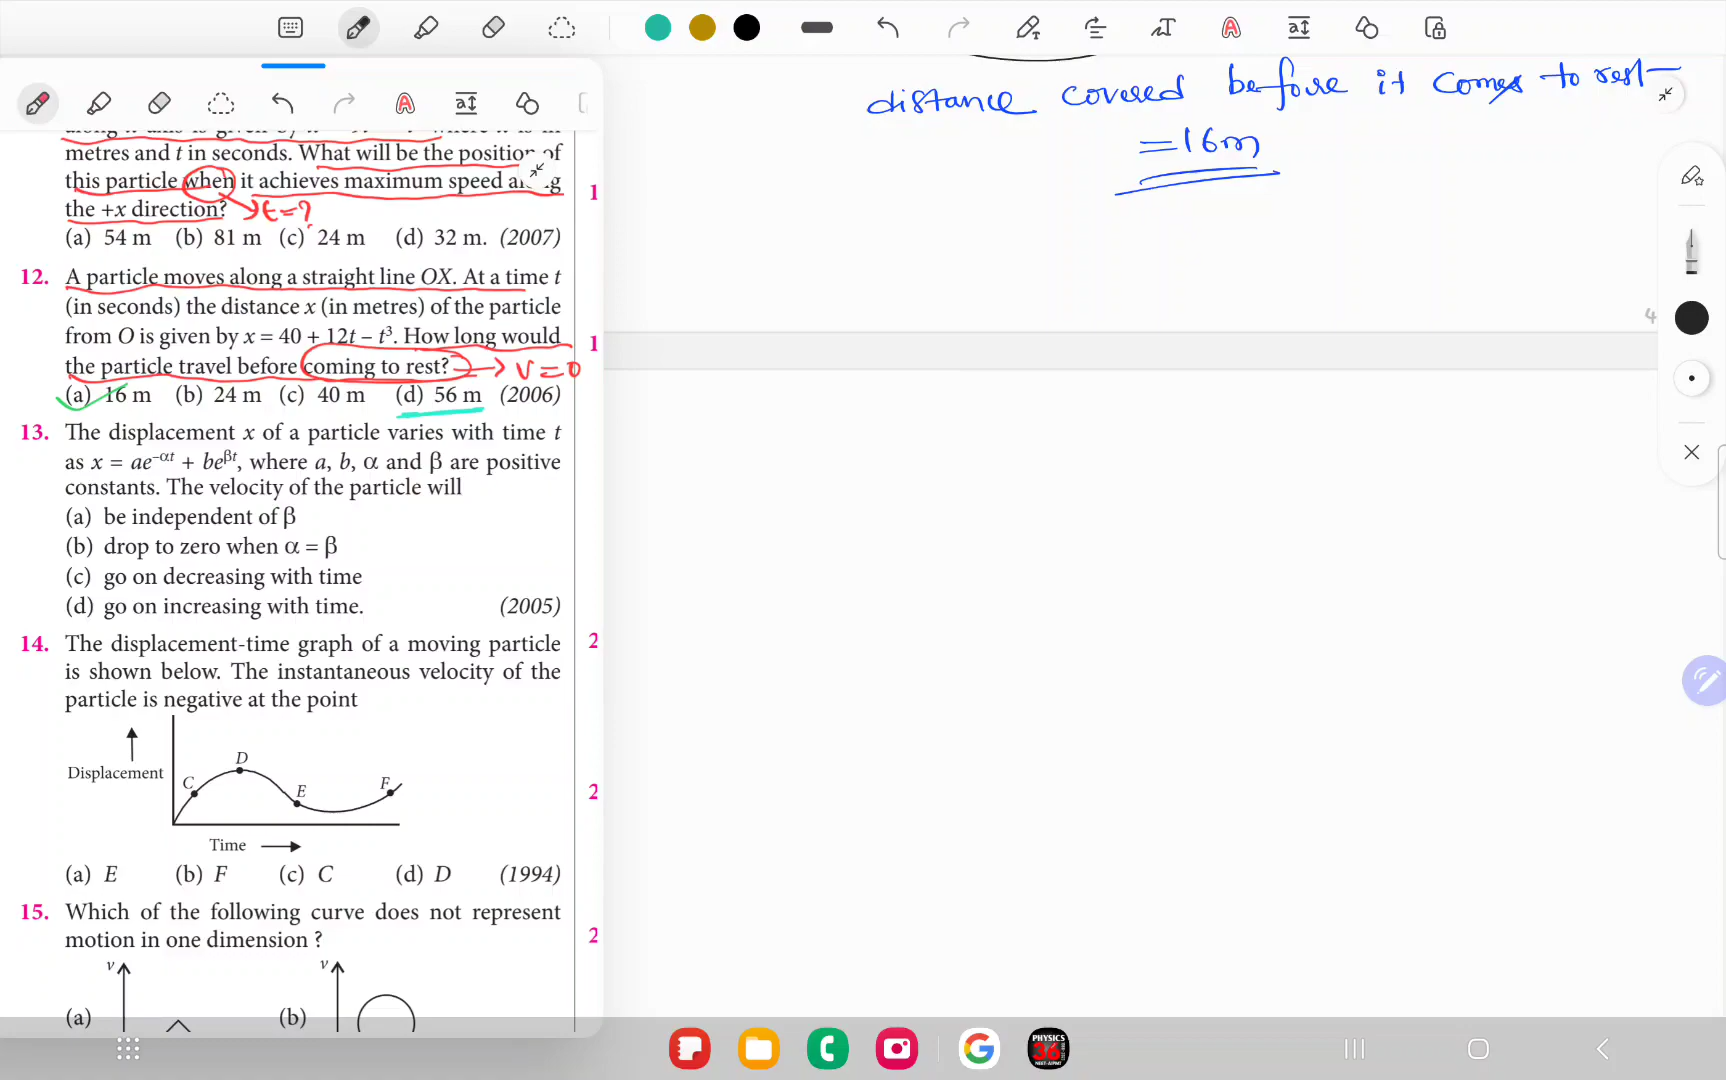 distance covered before it comes to rest
= 16m
metres and t in seconds. What will be the position of
this particle when it achieves maximum speed along
the +x direction? → t = ?
(a) 54 m (b) 81 m (c) 24 m (d) 32 m. (2007)
12. A particle moves along a straight line OX. At a time t
(in seconds) the distance x (in metres) of the particle
from O is given by x = 40 + 12t – t³. How long would
the particle travel before coming to rest? → v = 0
(a) 16 m (b) 24 m (c) 40 m (d) 56 m (2006)
13. The displacement x of a particle varies with time t
as x = ae⁻ᵅᵗ + beᵝᵗ, where a, b, α and β are positive
constants. The velocity of the particle will
(a) be independent of β
(b) drop to zero when α = β
(c) go on decreasing with time
(d) go on increasing with time. (2005)
14. The displacement-time graph of a moving particle
is shown below. The instantaneous velocity of the
particle is negative at the point
Displacement
C
D
E
F
Time
(a) E (b) F (c) C (d) D (1994)
15. Which of the following curve does not represent
motion in one dimension ?
v
v
(a) (b)
1
1
2
2
2
4
PHYSICS
36